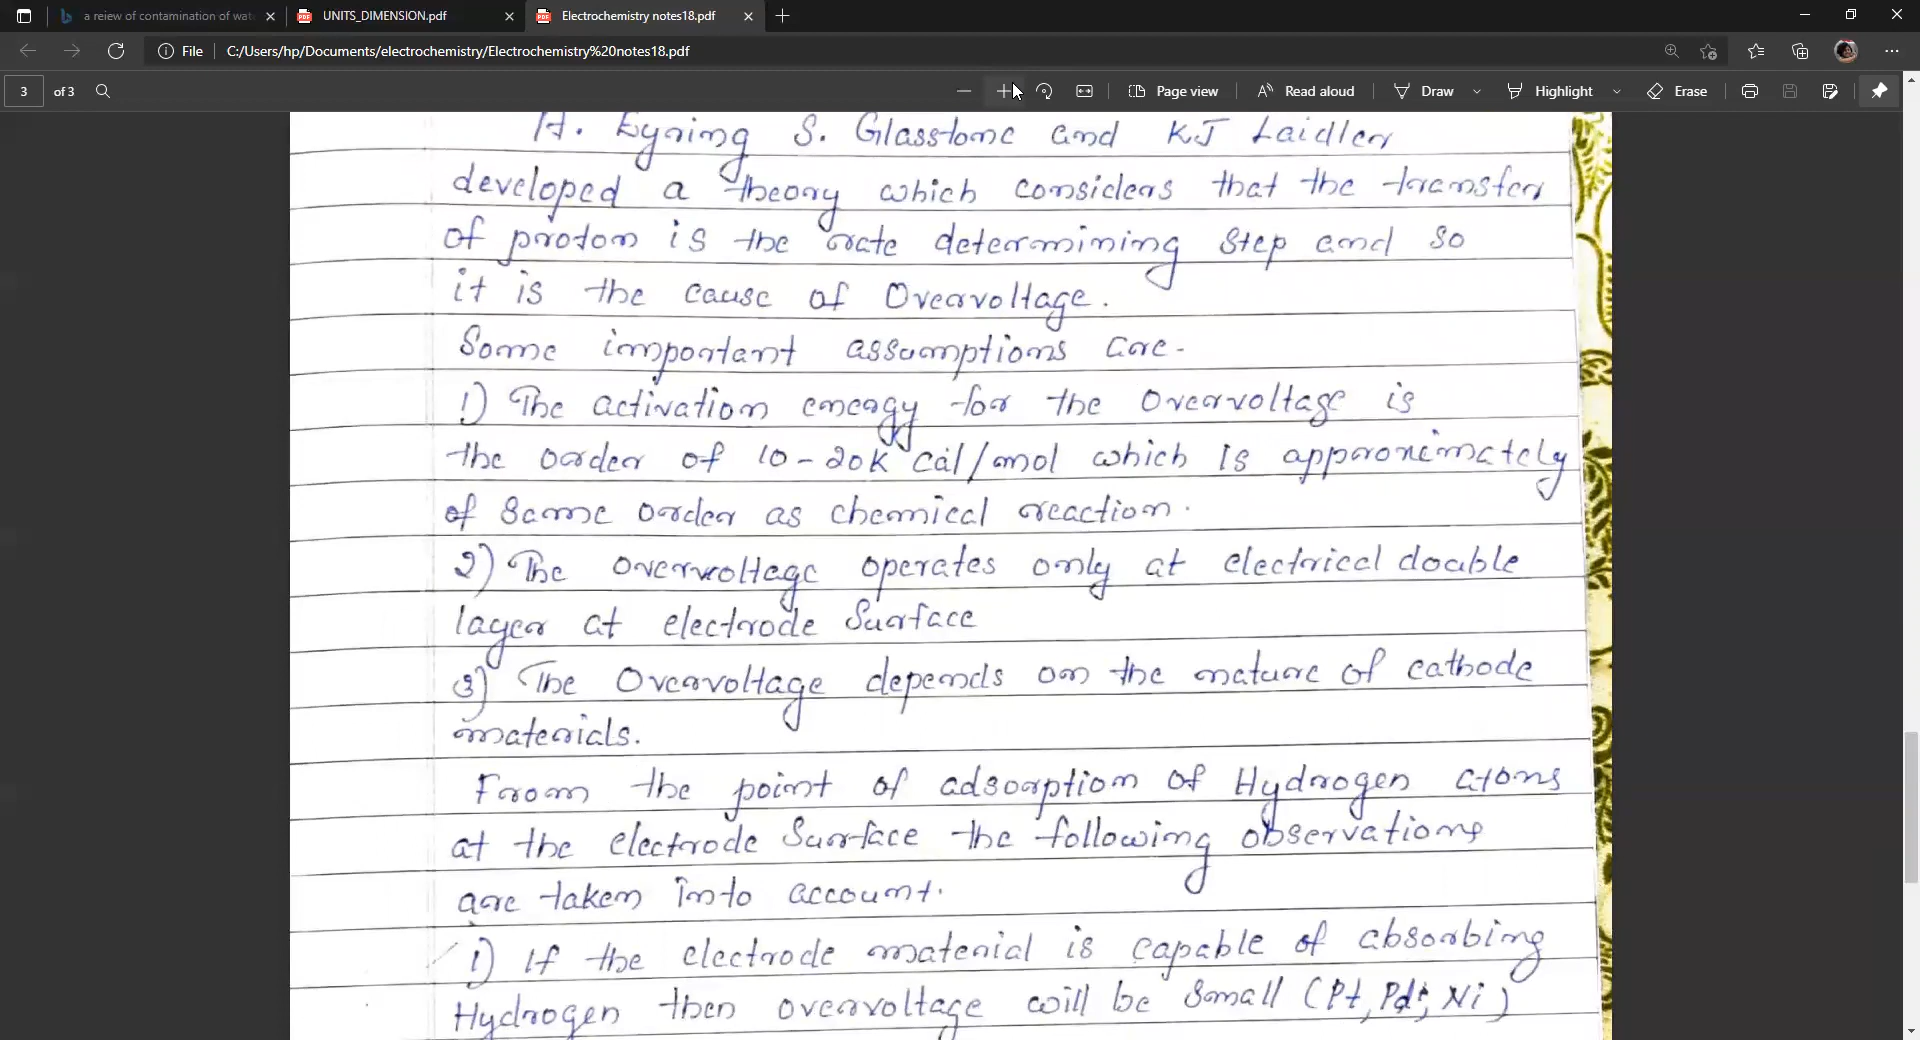 a reiew of contamination of wat
UNITS_DIMENSION.pdf
Electrochemistry notes18.pdf
File
C:/Users/hp/Documents/electrochemistry/Electrochemistry%20notes18.pdf
3 of 3
Page view
Read aloud
Draw
Highlight
Erase
H. Eyring S. Glasstone and KJ Laidler
developed a theory which considers that the transfer
of proton is the rate determining step and so
it is the cause of Overvoltage.
Some important assumptions are-
1) The activation energy for the overvoltage is
the order of 10-20K Cal/mol which is approximately
of same order as chemical reaction.
2) The overvoltage operates only at electrical double
layer at electrode Surface
3) The Overvoltage depends on the nature of cathode
materials.
From the point of adsorption of Hydrogen atoms
at the electrode Surface the following observations
are taken into account.
1) If the electrode material is capable of absorbing
Hydrogen then overvoltage will be small (Pt, Pd, Ni)